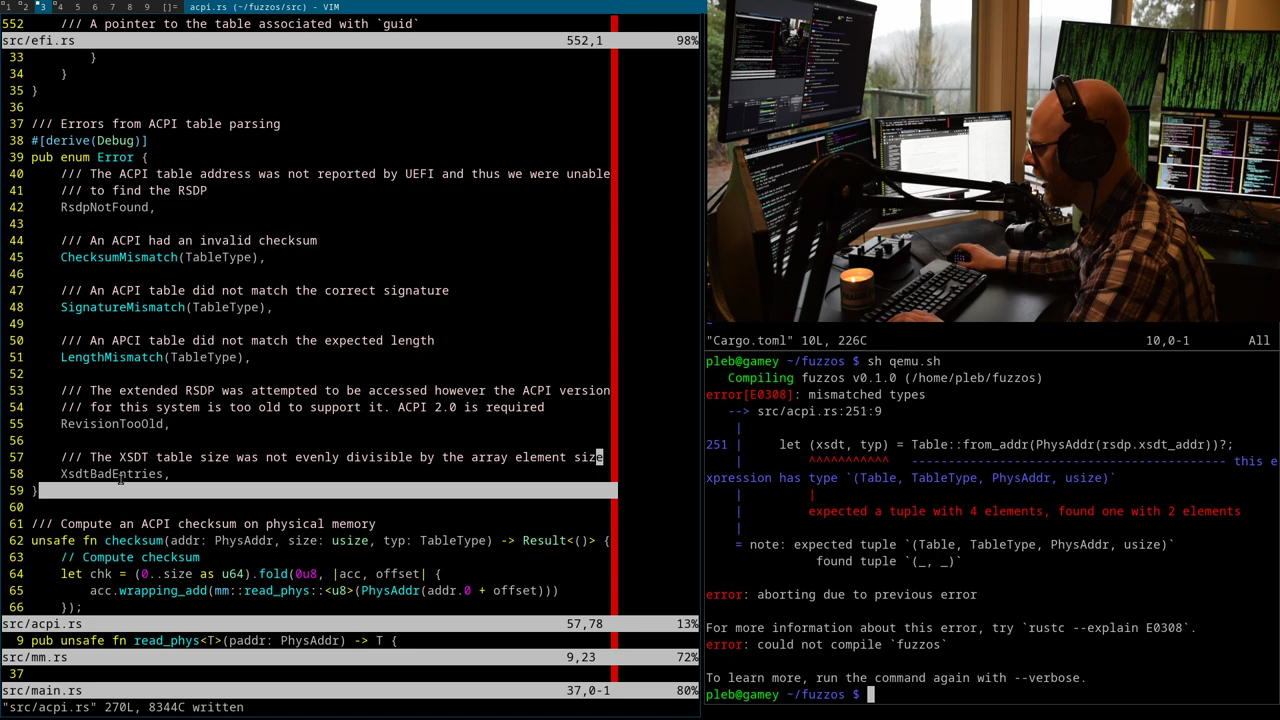 1 2 3 4 5 6 7 8 9 []= acpi.rs (~/fuzzos/src) - VIM
552     /// A pointer to the table associated with `guid`
src/efi.rs 552,1 98%
33         }
34     }
35 }
36
37 /// Errors from ACPI table parsing
38 #[derive(Debug)]
39 pub enum Error {
40     /// The ACPI table address was not reported by UEFI and thus we were unable
41     /// to find the RSDP
42     RsdpNotFound,
43
44     /// An ACPI had an invalid checksum
45     ChecksumMismatch(TableType),
46
47     /// An ACPI table did not match the correct signature
48     SignatureMismatch(TableType),
49
50     /// An APCI table did not match the expected length
51     LengthMismatch(TableType),
52
53     /// The extended RSDP was attempted to be accessed however the ACPI version
54     /// for this system is too old to support it. ACPI 2.0 is required
55     RevisionTooOld,
56
57     /// The XSDT table size was not evenly divisible by the array element size
58     XsdtBadEntries,
59 }
60
61 /// Compute an ACPI checksum on physical memory
62 unsafe fn checksum(addr: PhysAddr, size: usize, typ: TableType) -> Result<()> {
63     // Compute checksum
64     let chk = (0..size as u64).fold(0u8, |acc, offset| {
65         acc.wrapping_add(mm::read_phys::<u8>(PhysAddr(addr.0 + offset)))
66     });
src/acpi.rs 57,78 13%
9 pub unsafe fn read_phys<T>(paddr: PhysAddr) -> T {
src/mm.rs 9,23 72%
37
src/main.rs 37,0-1 80%
"src/acpi.rs" 270L, 8344C written
~
"Cargo.toml" 10L, 226C 10,0-1 All
pleb@gamey ~/fuzzos $ sh qemu.sh
   Compiling fuzzos v0.1.0 (/home/pleb/fuzzos)
error[E0308]: mismatched types
   --> src/acpi.rs:251:9
    |
251 |     let (xsdt, typ) = Table::from_addr(PhysAddr(rsdp.xsdt_addr))?;
    |         ^^^^^^^^^^^   ------------------------------------------ this e
xpression has type `(Table, TableType, PhysAddr, usize)`
    |         |
    |         expected a tuple with 4 elements, found one with 2 elements
    |
    = note: expected tuple `(Table, TableType, PhysAddr, usize)`
               found tuple `(_, _)`
error: aborting due to previous error
For more information about this error, try `rustc --explain E0308`.
error: could not compile `fuzzos`
To learn more, run the command again with --verbose.
pleb@gamey ~/fuzzos $